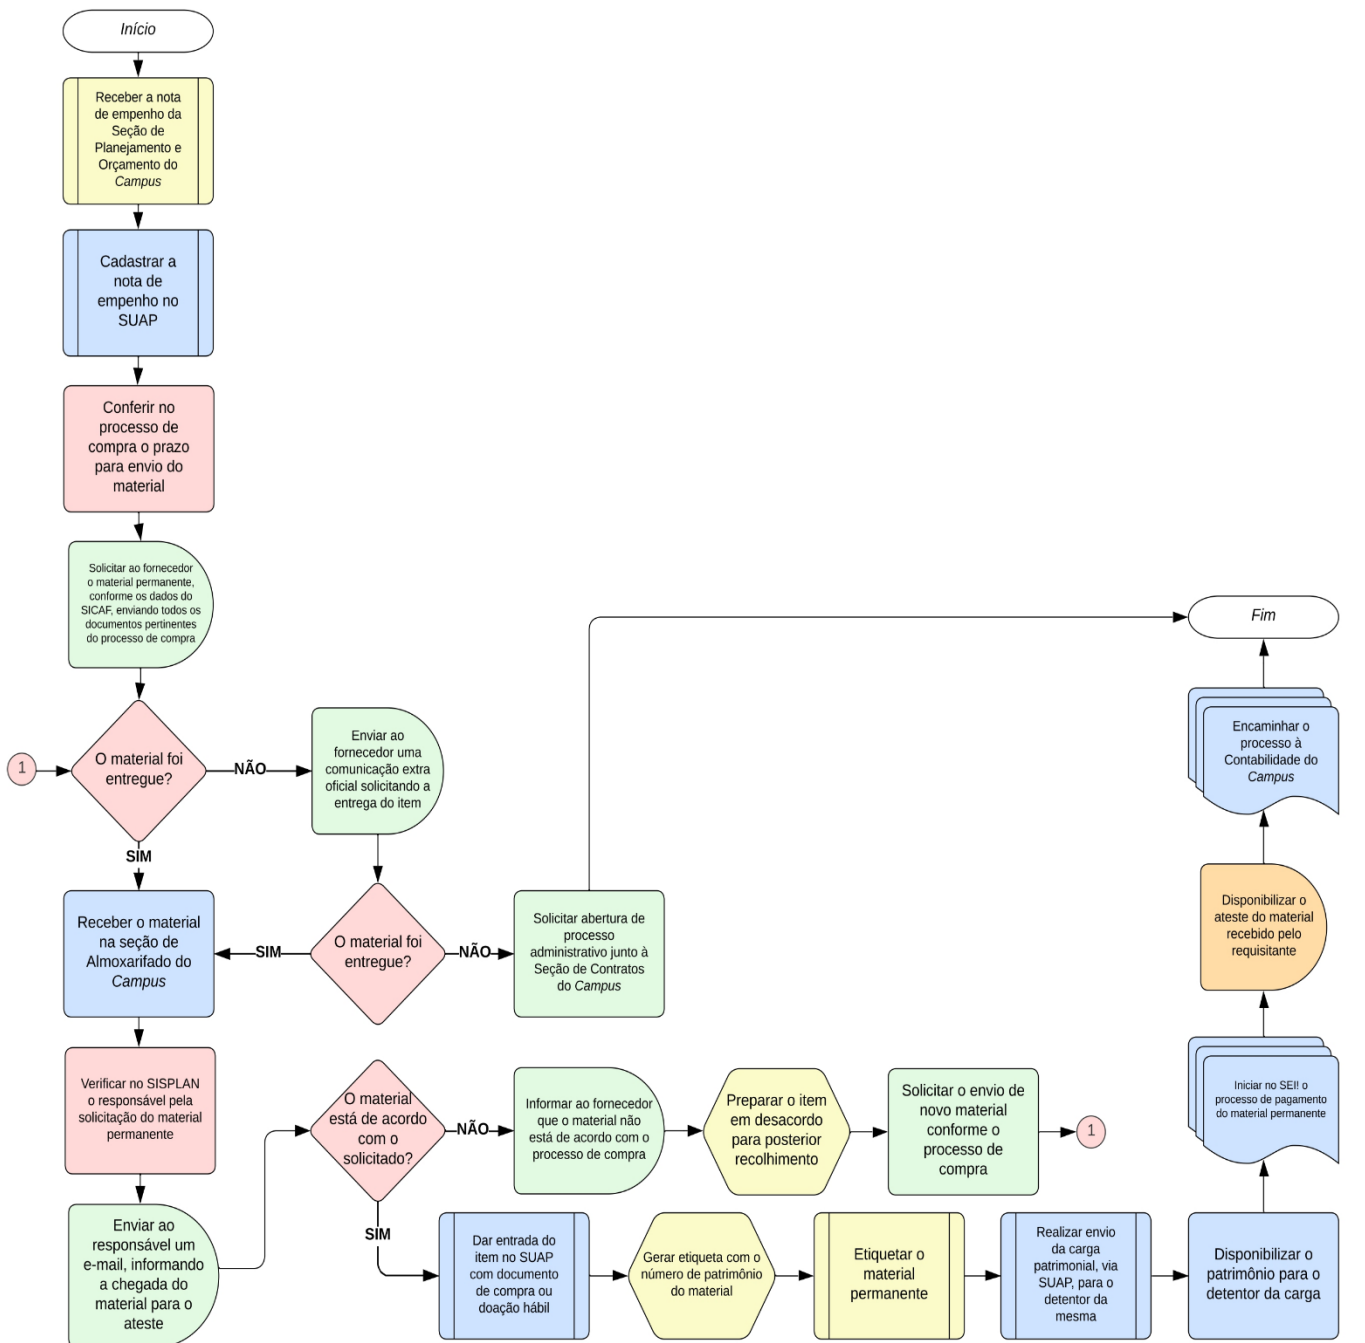 Início
Receber a nota
de empenho da
Seção de
Planejamento e
Orçamento do
Campus
Cadastrar a
nota de
empenho no
SUAP
Conferir no
processo de
compra o prazo
para envio do
material
Solicitar ao fornecedor
o material permanente,
conforme os dados do
SICAF, enviando todos os
documentos pertinentes
do processo de compra
1
O material foi
entregue?
NÃO
Enviar ao
fornecedor uma
comunicação extra
oficial solicitando a
entrega do item
SIM
Receber o material
na seção de
Almoxarifado do
Campus
SIM
O material foi
entregue?
NÃO
Solicitar abertura de
processo
administrativo junto à
Seção de Contratos
do Campus
Verificar no SISPLAN
o responsável pela
solicitação do material
permanente
Enviar ao
responsável um
e-mail, informando
a chegada do
material para o
ateste
O material
está de acordo
com o
solicitado?
NÃO
Informar ao fornecedor
que o material não
está de acordo com o
processo de compra
Preparar o item
em desacordo
para posterior
recolhimento
Solicitar o envio de
novo material
conforme o
processo de
compra
1
SIM
Dar entrada do
item no SUAP
com documento
de compra ou
doação hábil
Gerar etiqueta com o
número de patrimônio
do material
Etiquetar o
material
permanente
Realizar envio
da carga
patrimonial, via
SUAP, para o
detentor da
mesma
Disponibilizar o
patrimônio para o
detentor da carga
Iniciar no SEI! o
processo de pagamento
do material permanente
Disponibilizar o
ateste do material
recebido pelo
requisitante
Encaminhar o
processo à
Contabilidade do
Campus
Fim